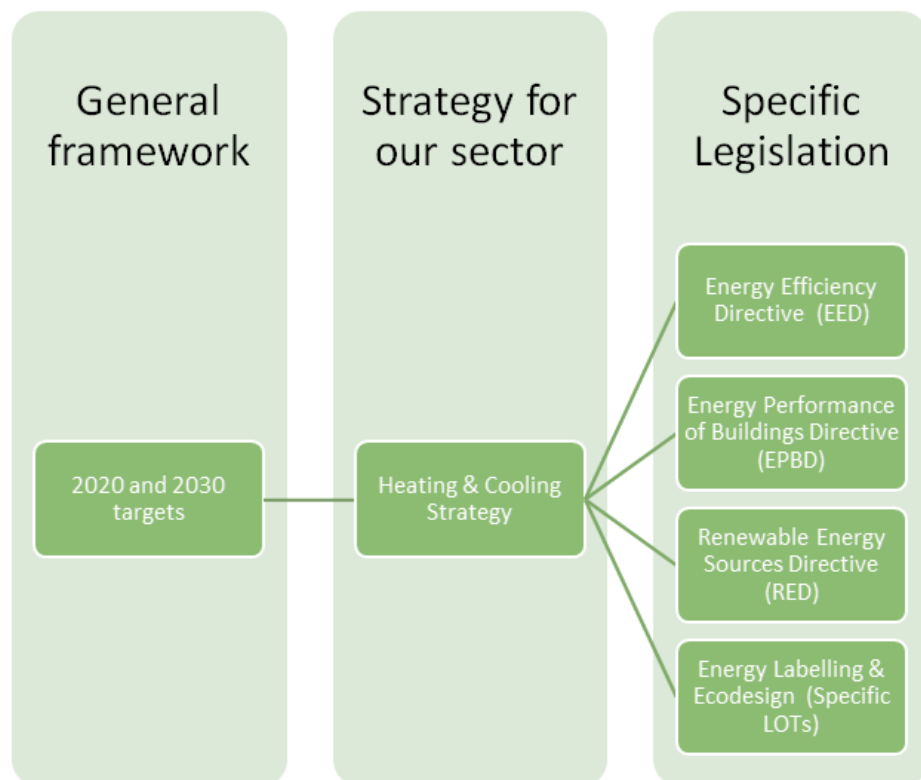 General
framework
Strategy for
our sector
Specific
Legislation
2020 and 2030
targets
Heating & Cooling
Strategy
Energy Efficiency
Directive (EED)
Energy Performance
of Buildings Directive
(EPBD)
Renewable Energy
Sources Directive
(RED)
Energy Labelling &
Ecodesign (Specific
LOTs)